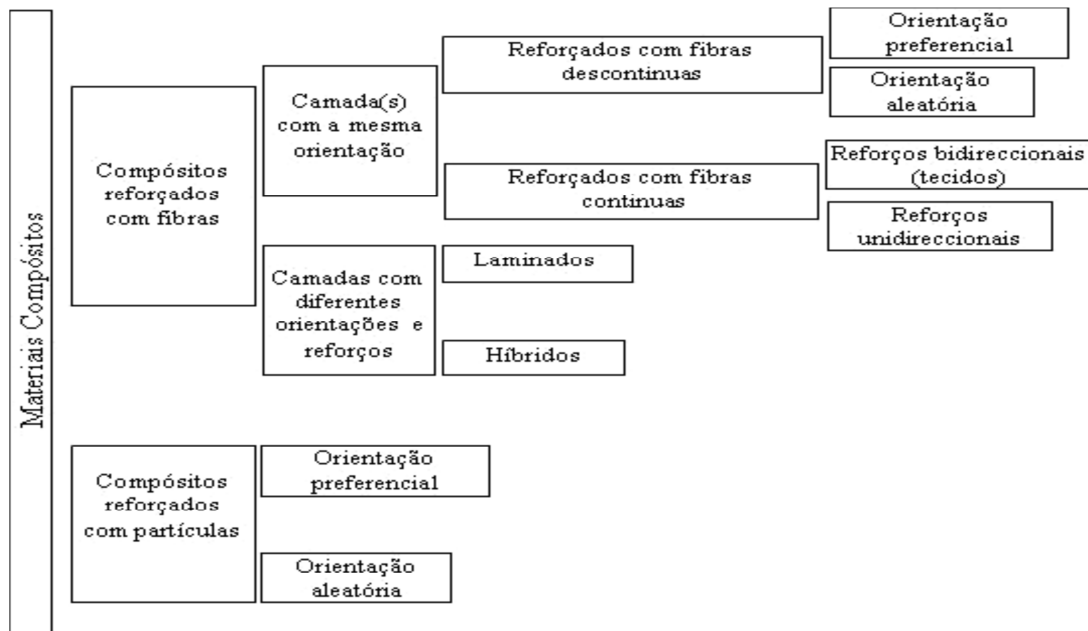 Materiais Compósitos
Compósitos
reforçados
com fibras
Camada(s)
com a mesma
orientação
Reforçados com fibras
descontinuas
Orientação
preferencial
Orientação
aleatória
Reforçados com fibras
continuas
Reforços bidireccionais
(tecidos)
Reforços
unidireccionais
Camadas com
diferentes
orientações e
reforços
Laminados
Híbridos
Compósitos
reforçados
com partículas
Orientação
preferencial
Orientação
aleatória